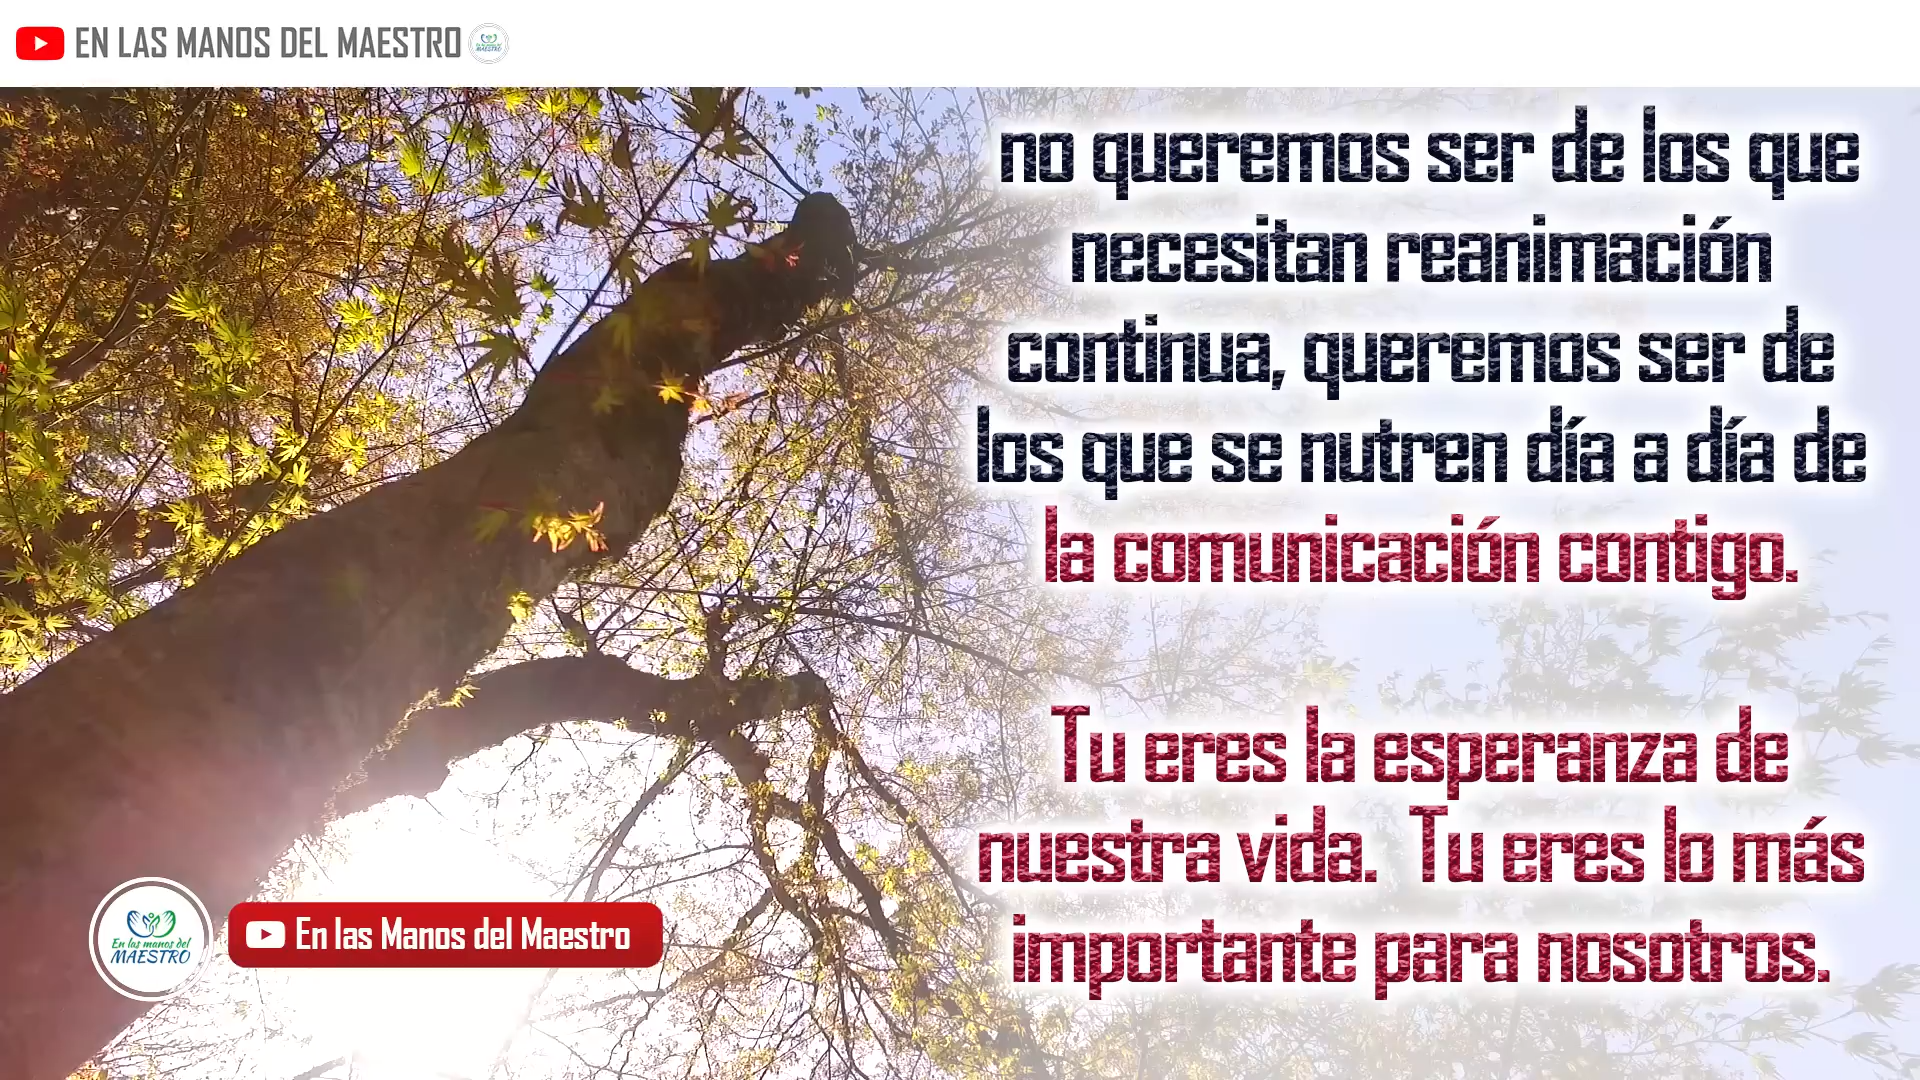 EN LAS MANOS DEL MAESTRO
no queremos ser de los que
necesitan reanimación
continua, queremos ser de
los que se nutren día a día de
la comunicación contigo.
Tu eres la esperanza de
nuestra vida. Tu eres lo más
importante para nosotros.
En las manos del
MAESTRO
En las Manos del Maestro